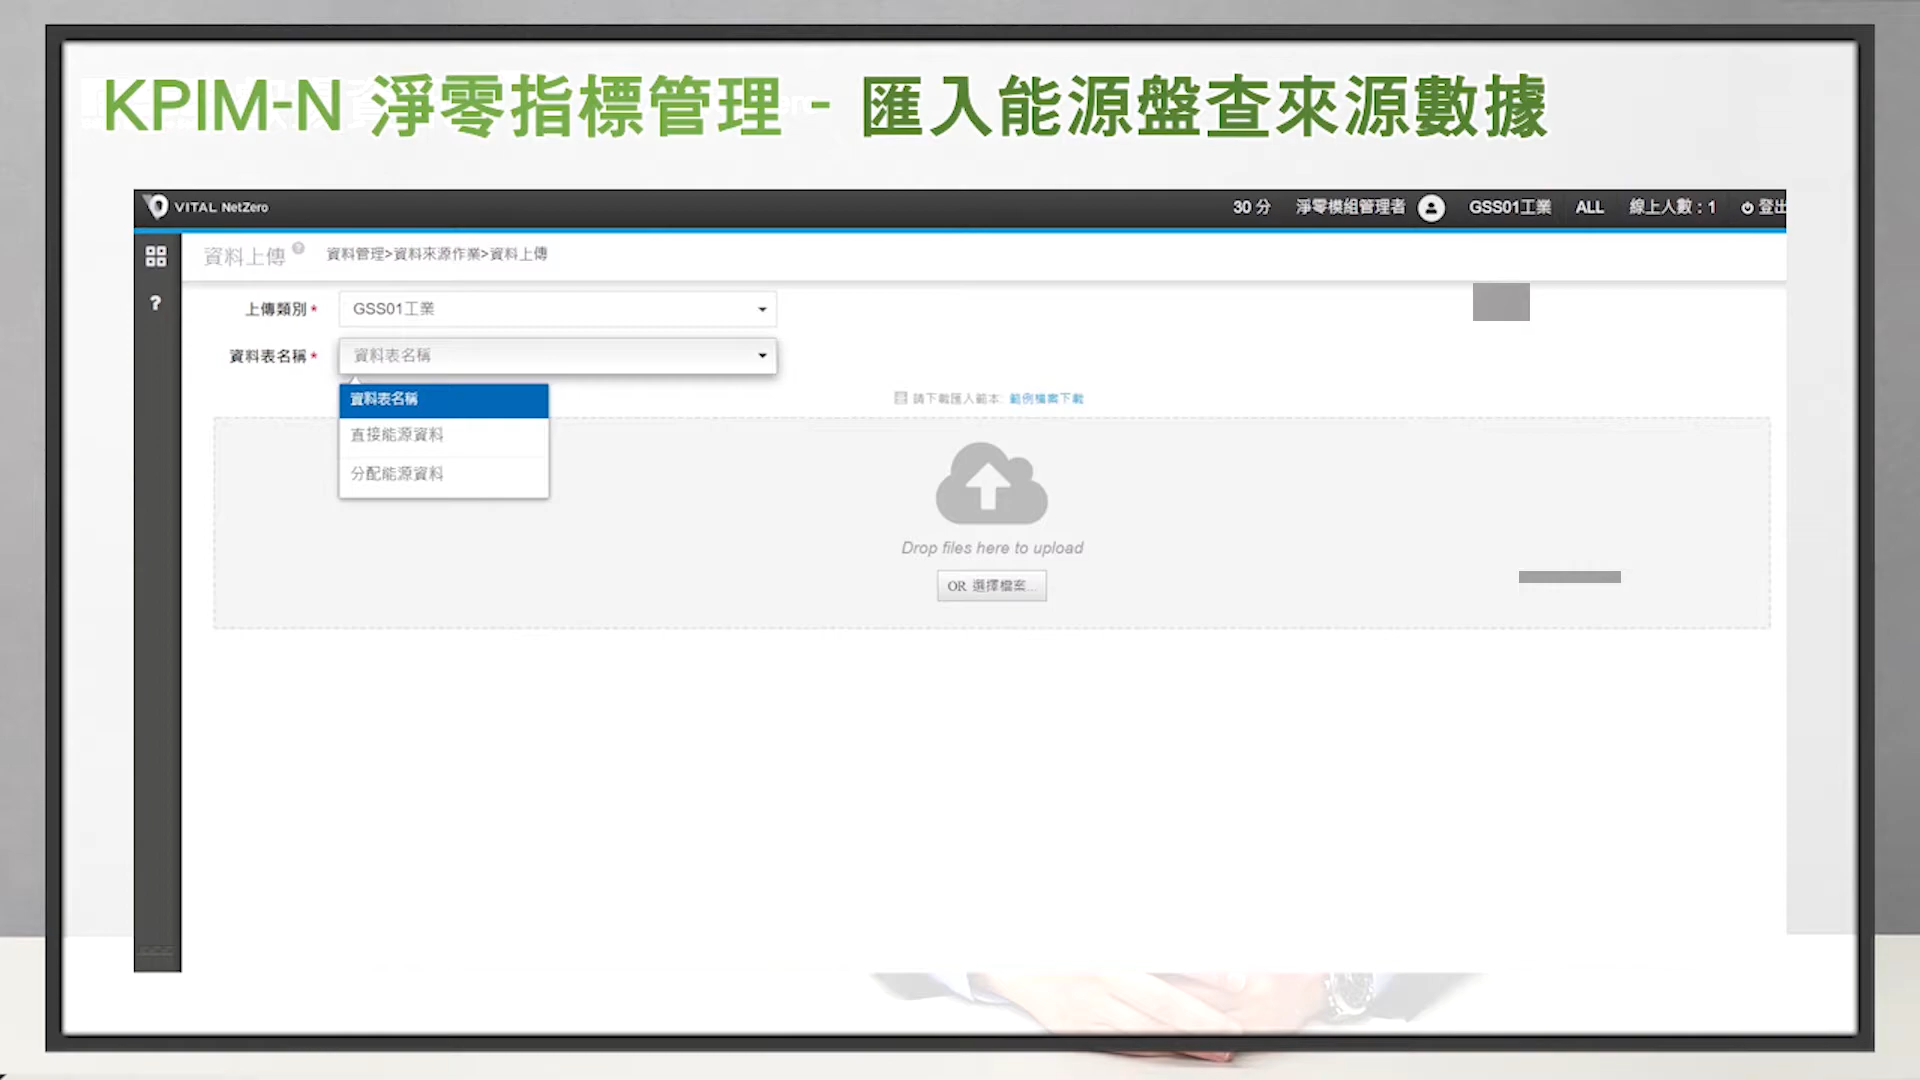 KPIM-N 淨零指標管理 - 匯入能源盤查來源數據
VITAL NetZero
30 分 淨零模組管理者 GSS01工業 ALL 線上人數：1 登出
資料上傳 ? 資料管理>資料來源作業>資料上傳
?
上傳類別* GSS01工業
資料表名稱* 資料表名稱
資料表名稱
直接能源資料
分配能源資料
請下載匯入範本: 範例檔案下載
Drop files here to upload
OR 選擇檔案...